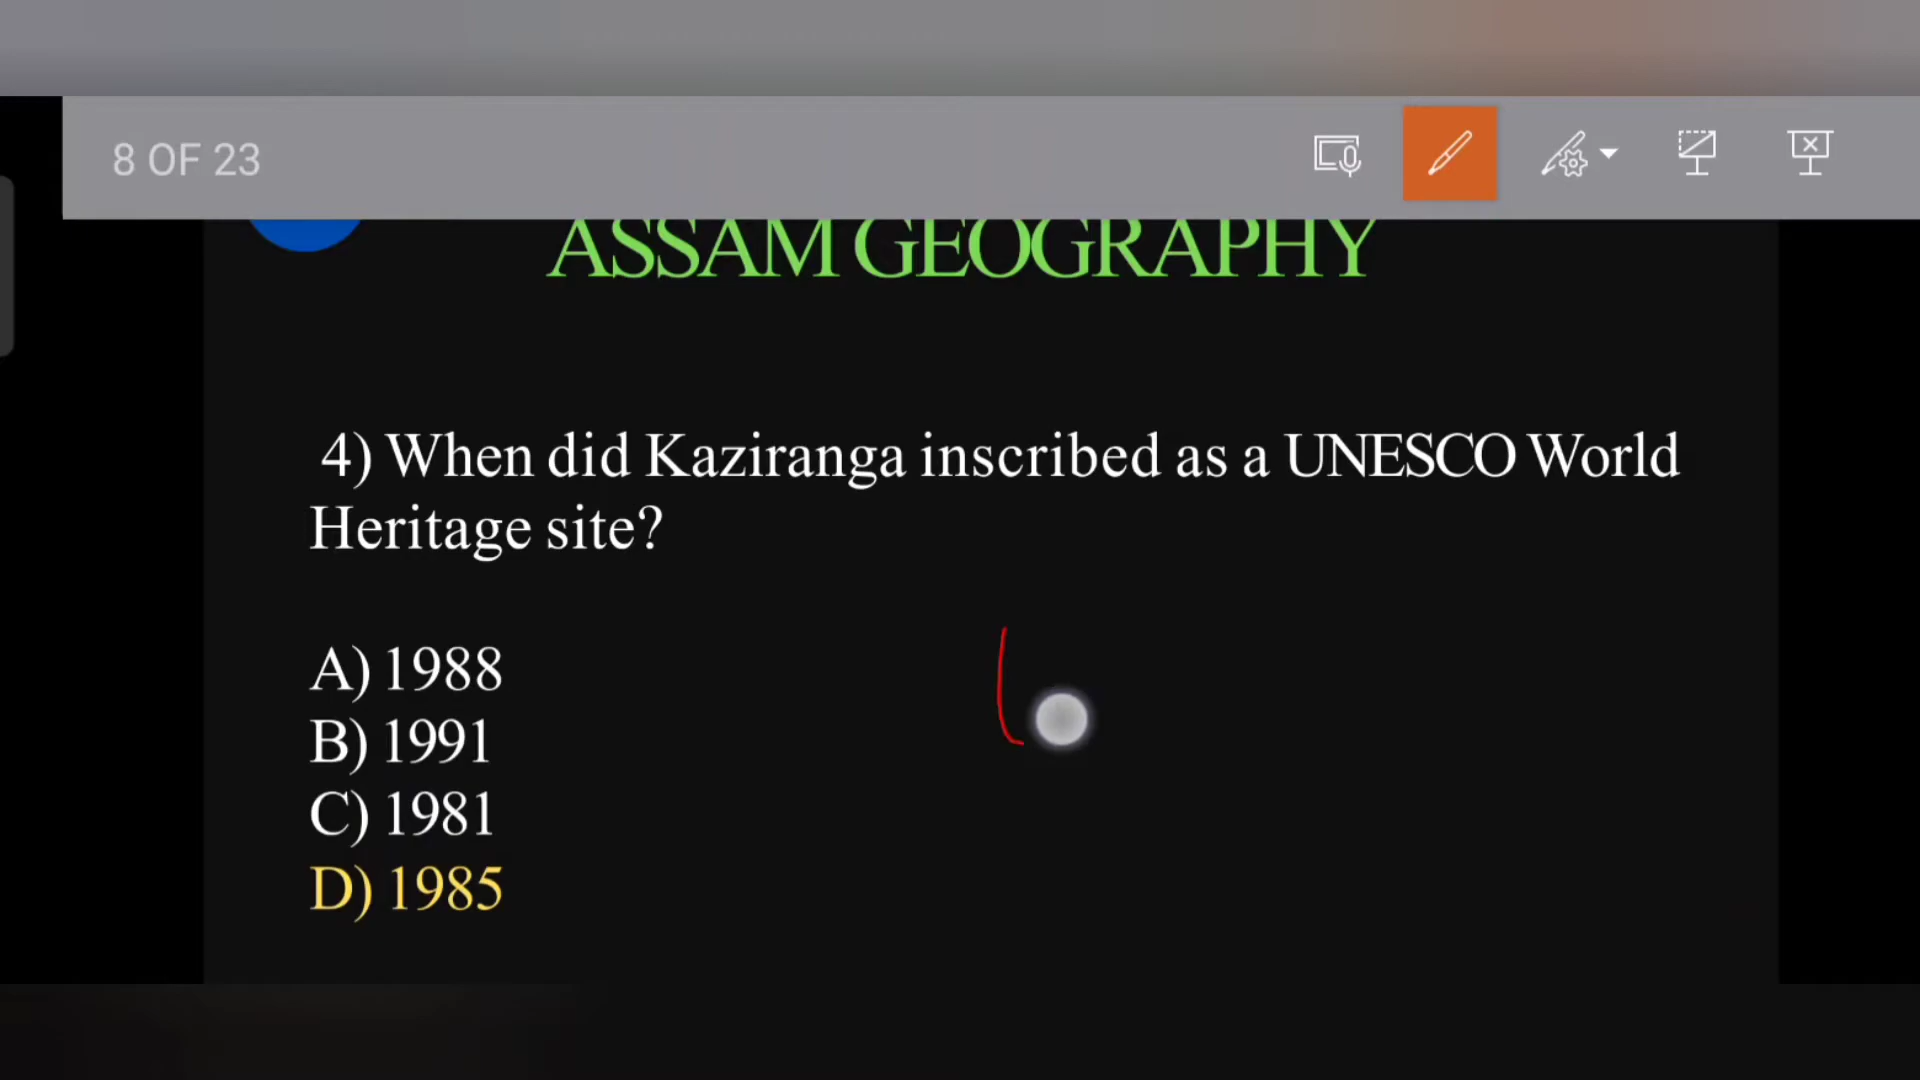 8 OF 23
ASSAM GEOGRAPHY
4) When did Kaziranga inscribed as a UNESCO World
Heritage site?
A) 1988
B) 1991
C) 1981
D) 1985